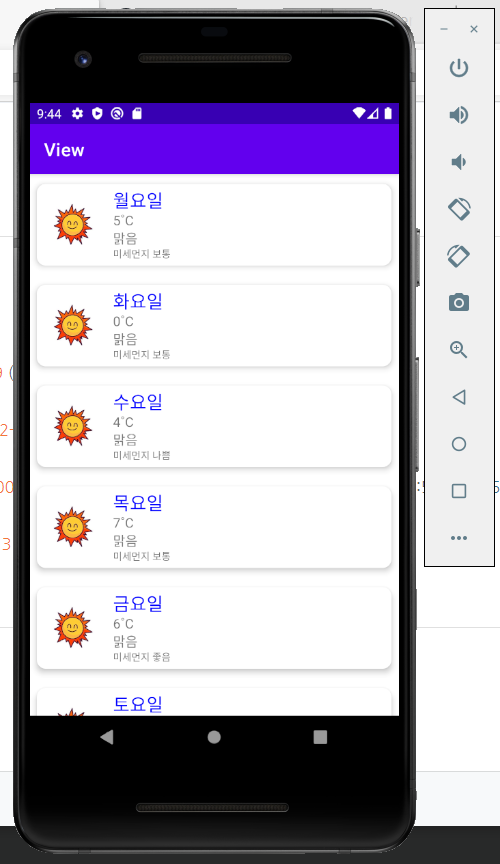 9:44
View
월요일
5˚C
맑음
미세먼지 보통
화요일
0˚C
맑음
미세먼지 보통
수요일
4˚C
맑음
미세먼지 나쁨
목요일
7˚C
맑음
미세먼지 보통
금요일
6˚C
맑음
미세먼지 좋음
토요일